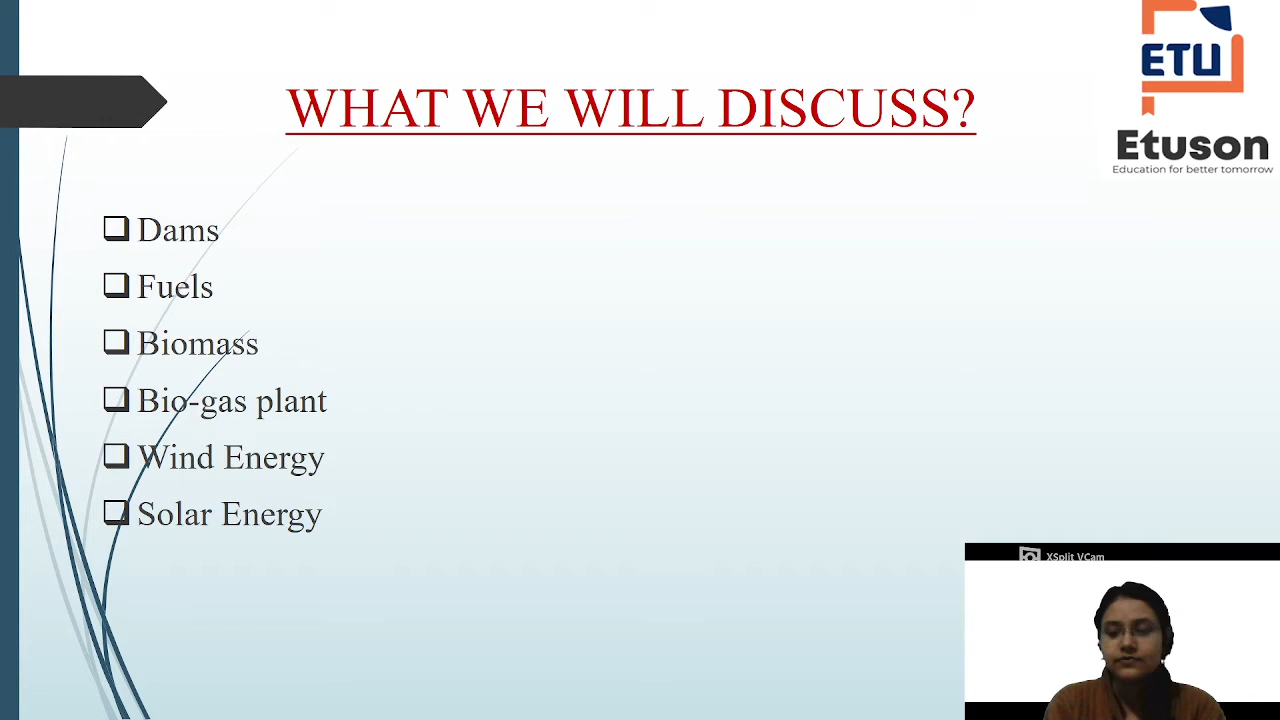 WHAT WE WILL DISCUSS?
ETU
Etuson
Education for better tomorrow
Dams
Fuels
Biomass
Bio-gas plant
Wind Energy
Solar Energy
XSplit VCam